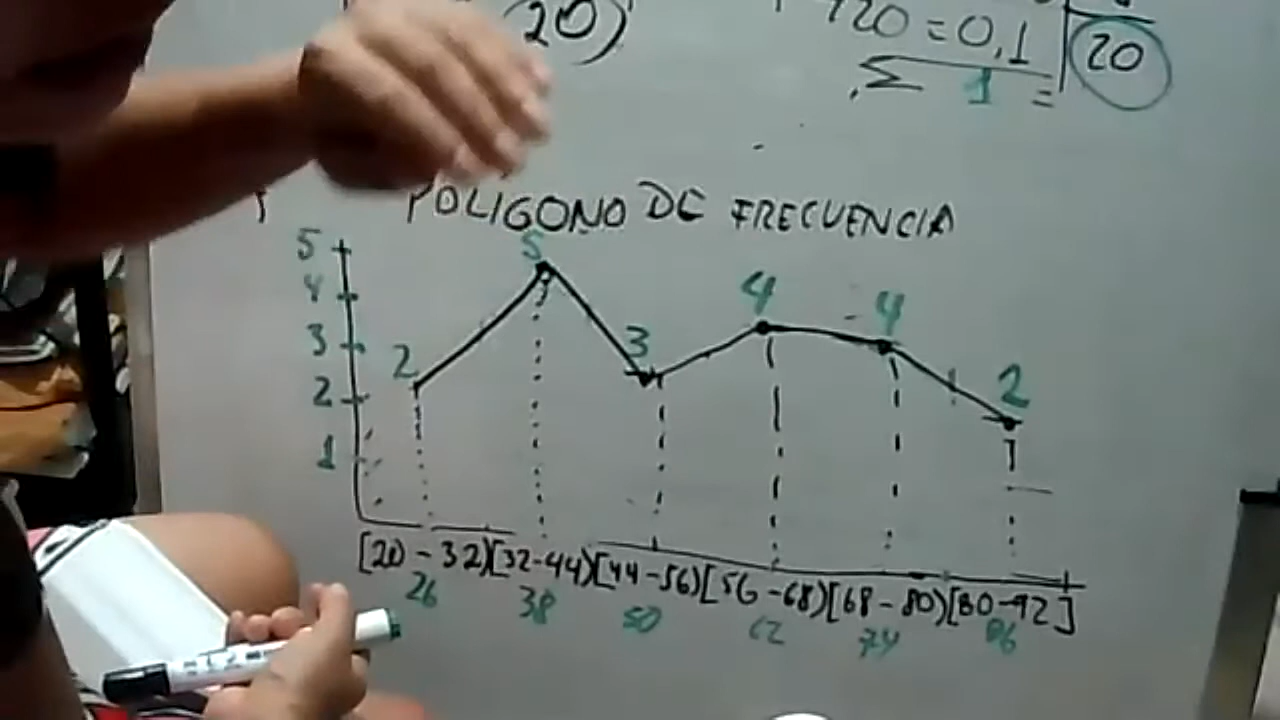 20)
/20 = 0,1
20
Σ 1 =
POLIGONO DE FRECUENCIA
5
5
4
4
4
3
3
2
2
2
1
[20 - 32)[32-44)[44-56)[56-68)[68-80)[80-92]
26 38 50 62 74 86